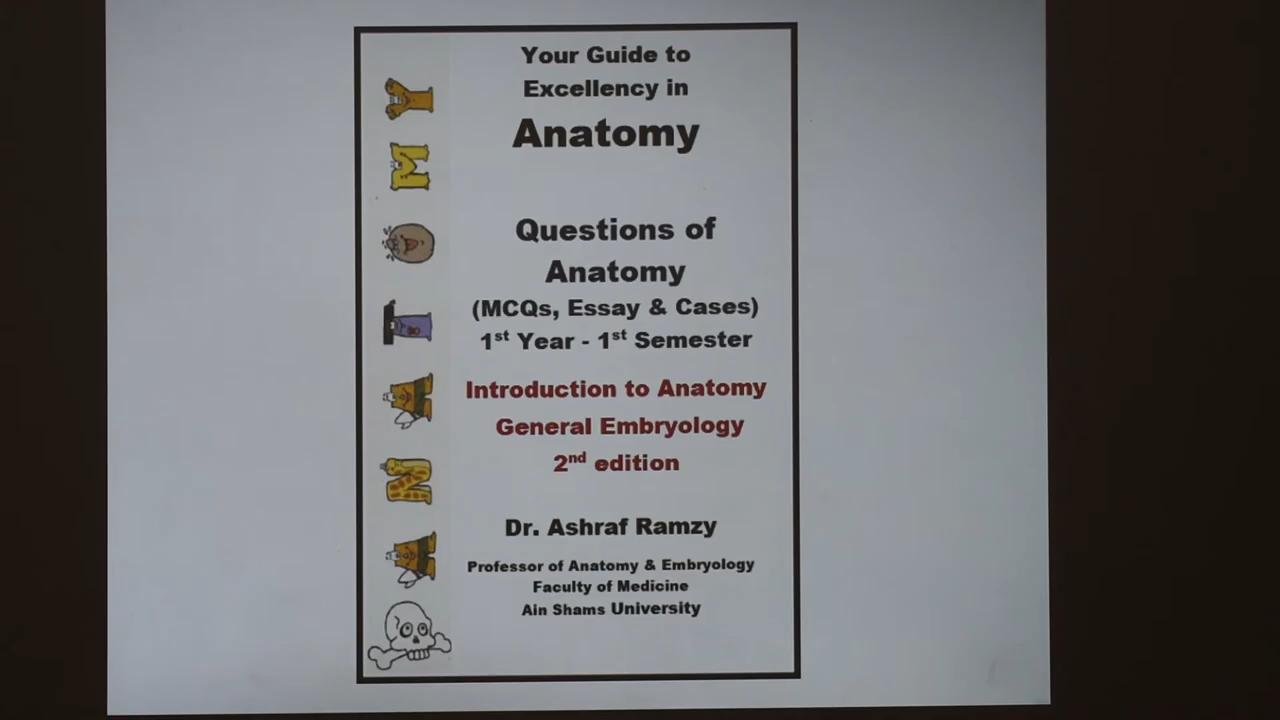 Your Guide to
Excellency in
Anatomy
Questions of
Anatomy
(MCQs, Essay & Cases)
1st Year - 1st Semester
Introduction to Anatomy
General Embryology
2nd edition
Dr. Ashraf Ramzy
Professor of Anatomy & Embryology
Faculty of Medicine
Ain Shams University
ANATOMY